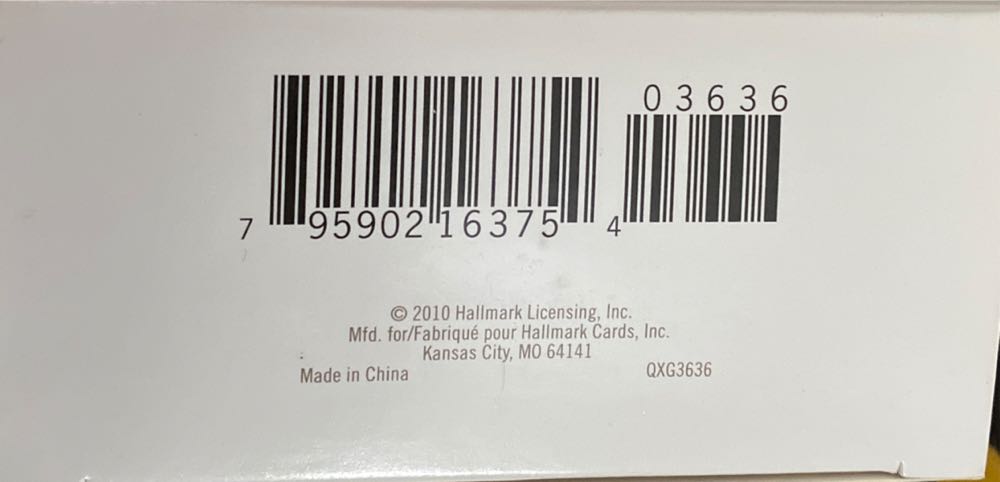 03636
7 95902 16375 4
© 2010 Hallmark Licensing, Inc.
Mfd. for/Fabriqué pour Hallmark Cards, Inc.
Kansas City, MO 64141
Made in China QXG3636